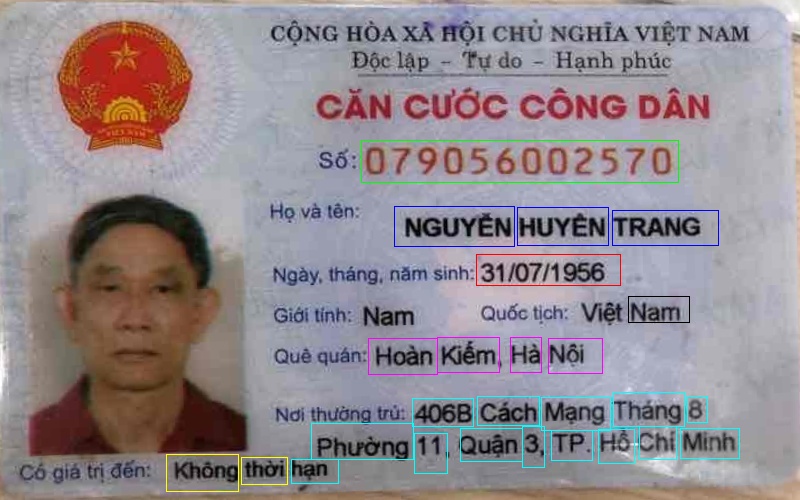 CỘNG HÒA XÃ HỘI CHỦ NGHĨA VIỆT NAM
Độc lập - Tự do - Hạnh phúc
CĂN CƯỚC CÔNG DÂN
Số: 079056002570
Họ và tên: NGUYỄN HUYÊN TRANG
Ngày, tháng, năm sinh: 31/07/1956
Giới tính: Nam Quốc tịch: Việt Nam
Quê quán: Hoàn Kiếm, Hà Nội
Nơi thường trú: 406B Cách Mạng Tháng 8
Phường 11, Quận 3, TP. Hồ Chí Minh
Có giá trị đến: Không thời hạn
VIỆT NAM